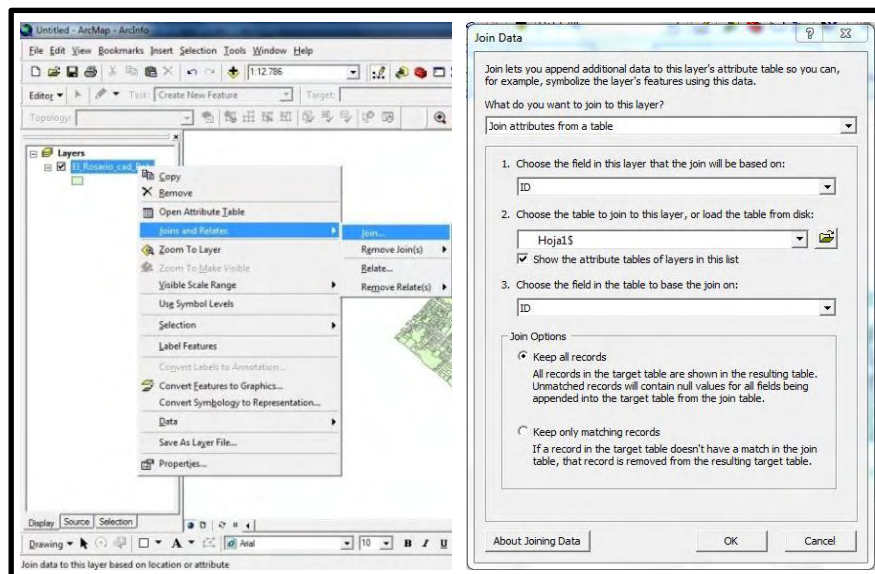 Untitled - ArcMap - ArcInfo
File Edit View Bookmarks Insert Selection Tools Window Help
1:12.786
Editor Task: Create New Feature Target:
Topology:
Layers
El_Rosario_cad
Copy
Remove
Open Attribute Table
Joins and Relates
Zoom To Layer
Zoom To Make Visible
Visible Scale Range
Use Symbol Levels
Selection
Label Features
Convert Labels to Annotation...
Convert Features to Graphics...
Convert Symbology to Representation...
Data
Save As Layer File...
Properties...
Join...
Remove Join(s)
Relate...
Remove Relate(s)
Display Source Selection
Drawing A Arial 10 B I U
Join data to this layer based on location or attribute
Join Data
Join lets you append additional data to this layer's attribute table so you can,
for example, symbolize the layer's features using this data.
What do you want to join to this layer?
Join attributes from a table
1. Choose the field in this layer that the join will be based on:
ID
2. Choose the table to join to this layer, or load the table from disk:
Hoja1$
Show the attribute tables of layers in this list
3. Choose the field in the table to base the join on:
ID
Join Options
Keep all records
All records in the target table are shown in the resulting table.
Unmatched records will contain null values for all fields being
appended into the target table from the join table.
Keep only matching records
If a record in the target table doesn't have a match in the join
table, that record is removed from the resulting target table.
About Joining Data OK Cancel